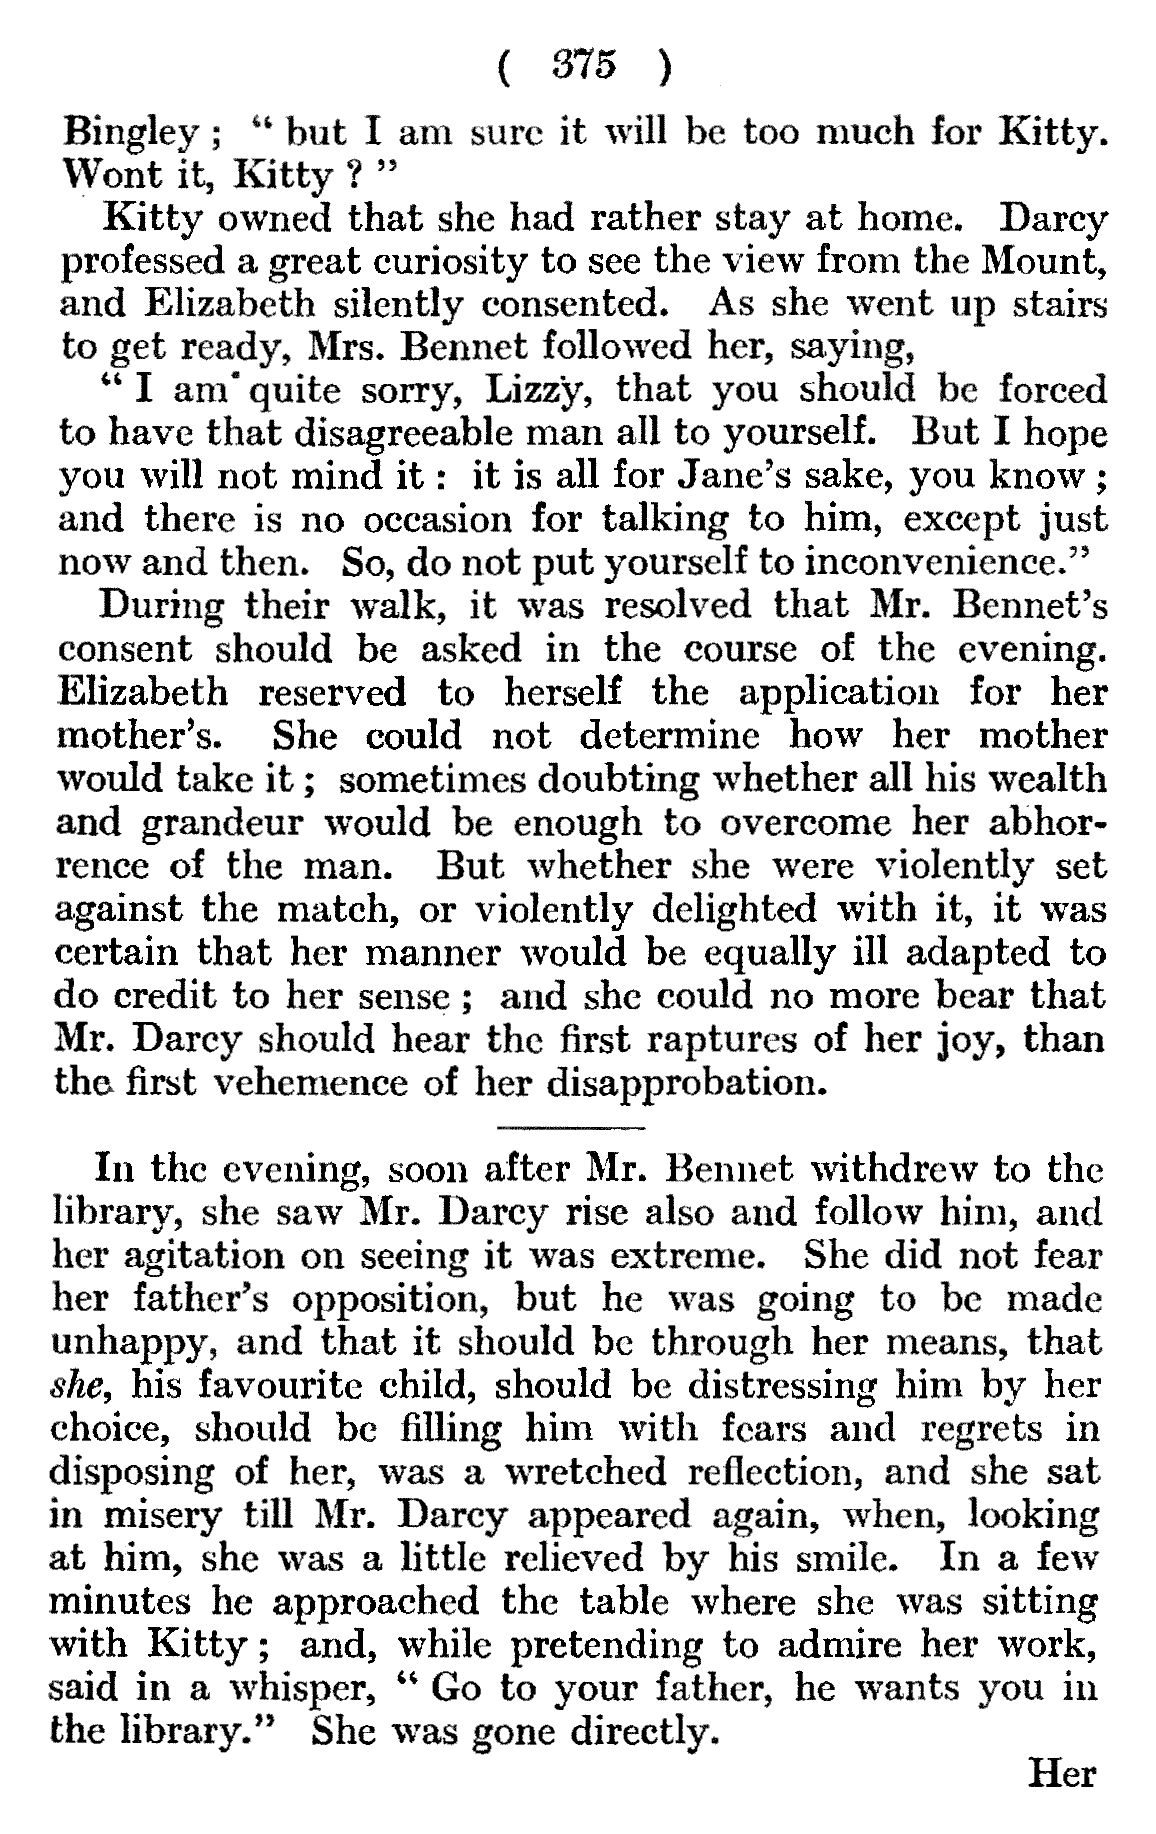 ( 375 )
Bingley ; “ but I am sure it will be too much for Kitty.
Wont it, Kitty ? ”
Kitty owned that she had rather stay at home. Darcy
professed a great curiosity to see the view from the Mount,
and Elizabeth silently consented. As she went up stairs
to get ready, Mrs. Bennet followed her, saying,
“ I am quite sorry, Lizzy, that you should be forced
to have that disagreeable man all to yourself. But I hope
you will not mind it : it is all for Jane’s sake, you know ;
and there is no occasion for talking to him, except just
now and then. So, do not put yourself to inconvenience.”
During their walk, it was resolved that Mr. Bennet’s
consent should be asked in the course of the evening.
Elizabeth reserved to herself the application for her
mother’s. She could not determine how her mother
would take it ; sometimes doubting whether all his wealth
and grandeur would be enough to overcome her abhor-
rence of the man. But whether she were violently set
against the match, or violently delighted with it, it was
certain that her manner would be equally ill adapted to
do credit to her sense ; and she could no more bear that
Mr. Darcy should hear the first raptures of her joy, than
the first vehemence of her disapprobation.
In the evening, soon after Mr. Bennet withdrew to the
library, she saw Mr. Darcy rise also and follow him, and
her agitation on seeing it was extreme. She did not fear
her father’s opposition, but he was going to be made
unhappy, and that it should be through her means, that
she, his favourite child, should be distressing him by her
choice, should be filling him with fears and regrets in
disposing of her, was a wretched reflection, and she sat
in misery till Mr. Darcy appeared again, when, looking
at him, she was a little relieved by his smile. In a few
minutes he approached the table where she was sitting
with Kitty ; and, while pretending to admire her work,
said in a whisper, “ Go to your father, he wants you in
the library.” She was gone directly.
Her